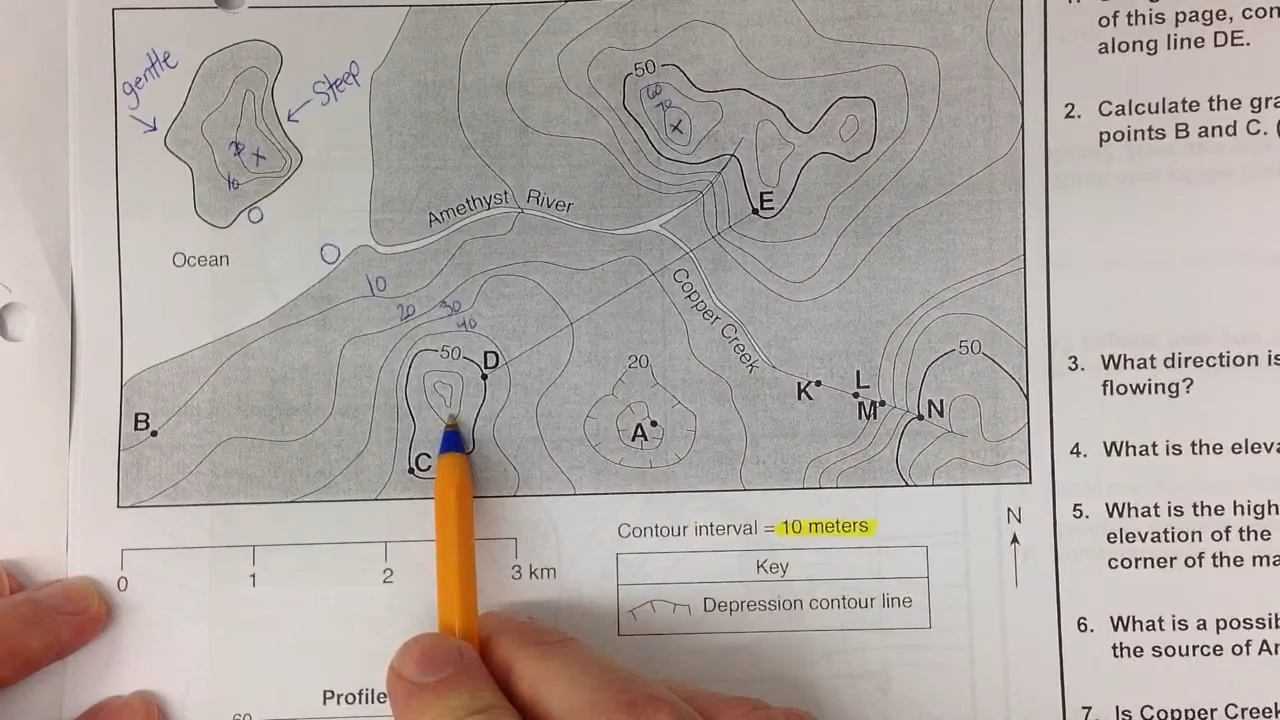 gentle
Steep
X
10
0
Ocean
0
Amethyst River
10
20
30
40
50
60
70
X
E
50
D
C
B
Copper Creek
20
A
K
L
M
N
50
Contour interval = 10 meters
Key
Depression contour line
N
0 1 2 3 km
Profile
60
of this page, con
along line DE.
2. Calculate the gra
points B and C. (
3. What direction is
flowing?
4. What is the eleva
5. What is the high
elevation of the
corner of the ma
6. What is a possib
the source of Ar
7. Is Copper Creek